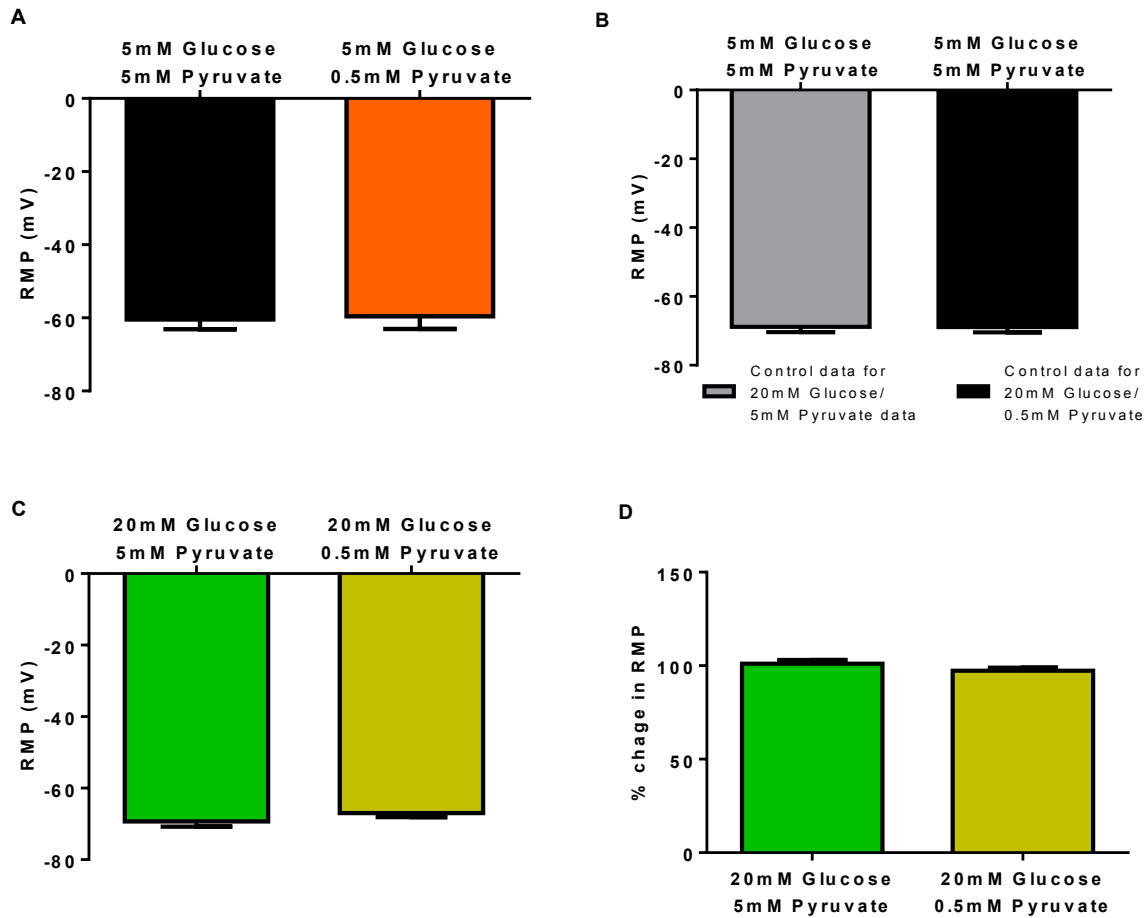 A
5mM Glucose
5mM Pyruvate
5mM Glucose
0.5mM Pyruvate
0
-20
-40
-60
-80
RMP (mV)
B
5mM Glucose
5mM Pyruvate
5mM Glucose
5mM Pyruvate
0
-20
-40
-60
-80
RMP (mV)
Control data for
20mM Glucose/
5mM Pyruvate data
Control data for
20mM Glucose/
0.5mM Pyruvate
C
20mM Glucose
5mM Pyruvate
20mM Glucose
0.5mM Pyruvate
0
-20
-40
-60
-80
RMP (mV)
D
150
100
50
0
% chage in RMP
20mM Glucose
5mM Pyruvate
20mM Glucose
0.5mM Pyruvate